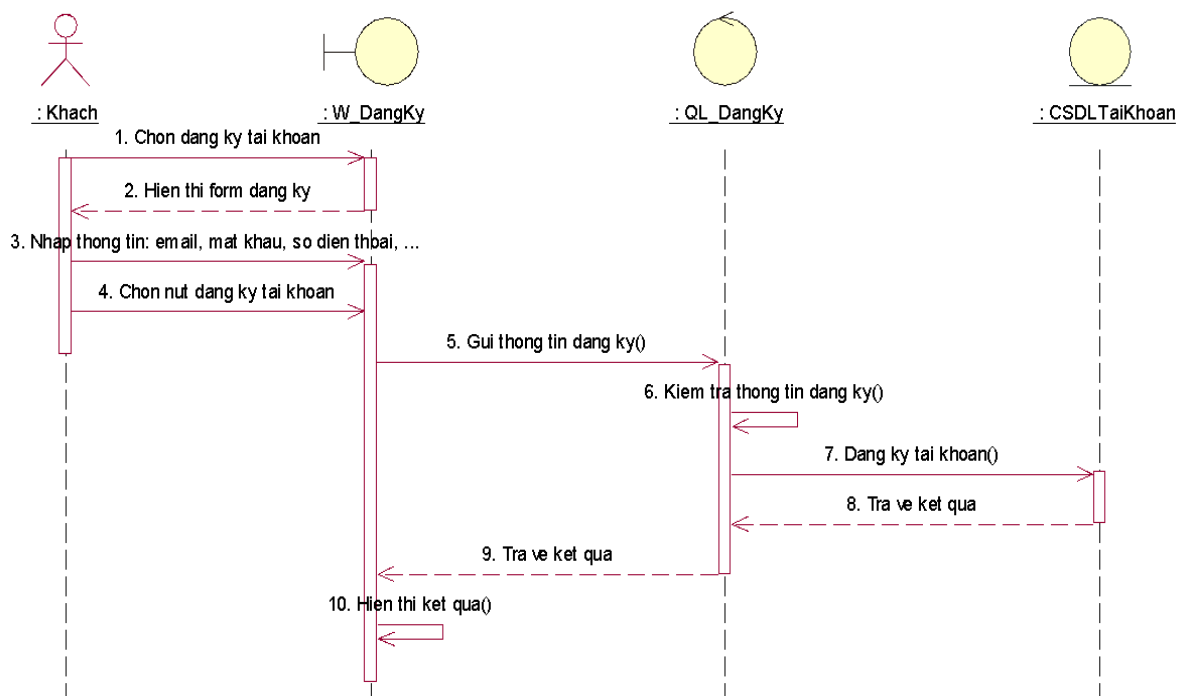 : Khach
: W_DangKy
: QL_DangKy
: CSDLTaiKhoan
1. Chon dang ky tai khoan
2. Hien thi form dang ky
3. Nhap thong tin: email, mat khau, so dien thoai, ...
4. Chon nut dang ky tai khoan
5. Gui thong tin dang ky()
6. Kiem tra thong tin dang ky()
7. Dang ky tai khoan()
8. Tra ve ket qua
9. Tra ve ket qua
10. Hien thi ket qua()